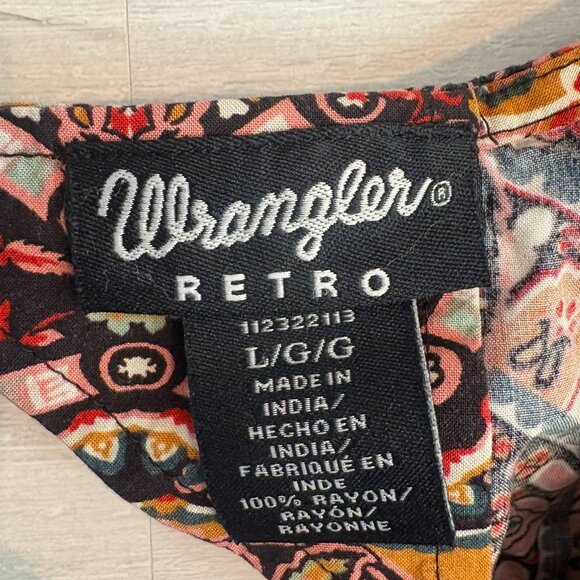 Wrangler®
RETRO
112322113
L/G/G
MADE IN
INDIA/
HECHO EN
INDIA/
FABRIQUÉ EN
INDE
100% RAYON/
RAYÓN/
RAYONNE